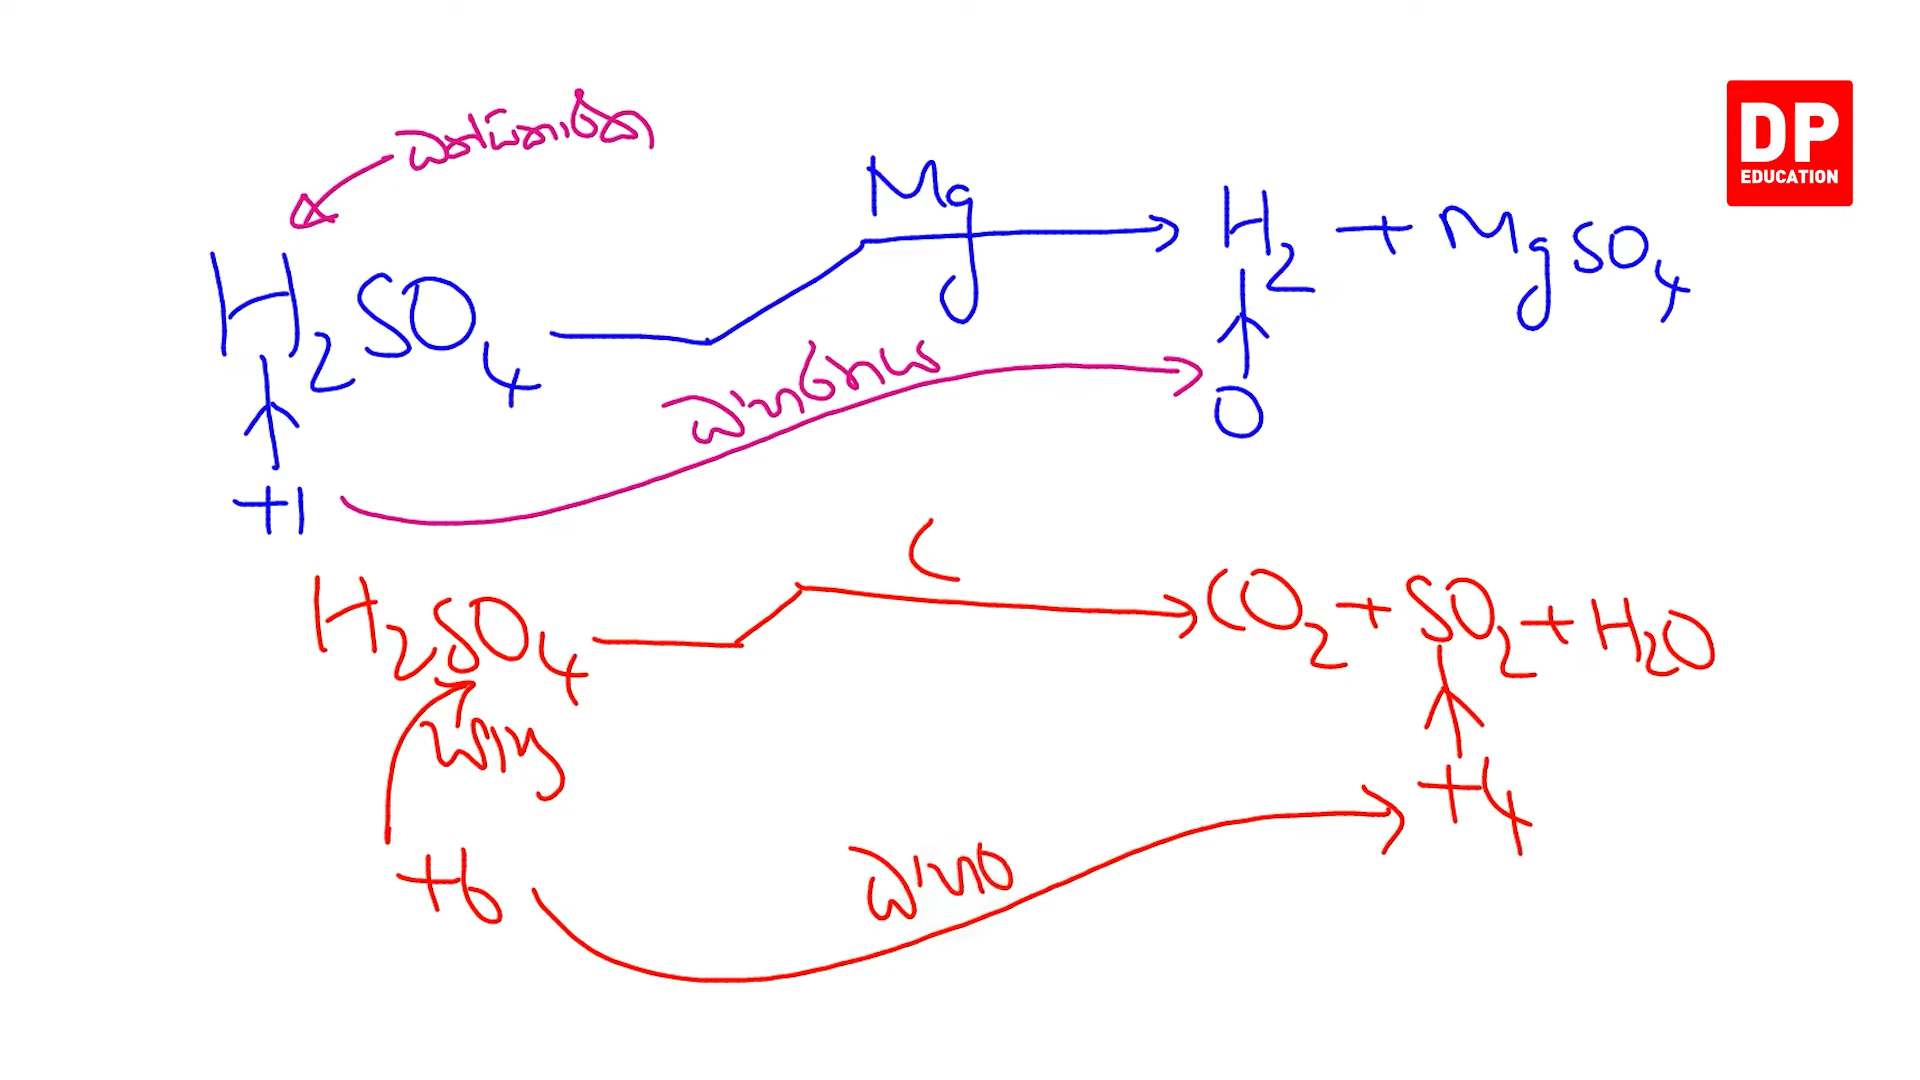 DP
EDUCATION
Mg
H₂SO₄ → H₂ + MgSO₄
0
+1
C
H₂SO₄ → CO₂ + SO₂ + H₂O
+4
+6